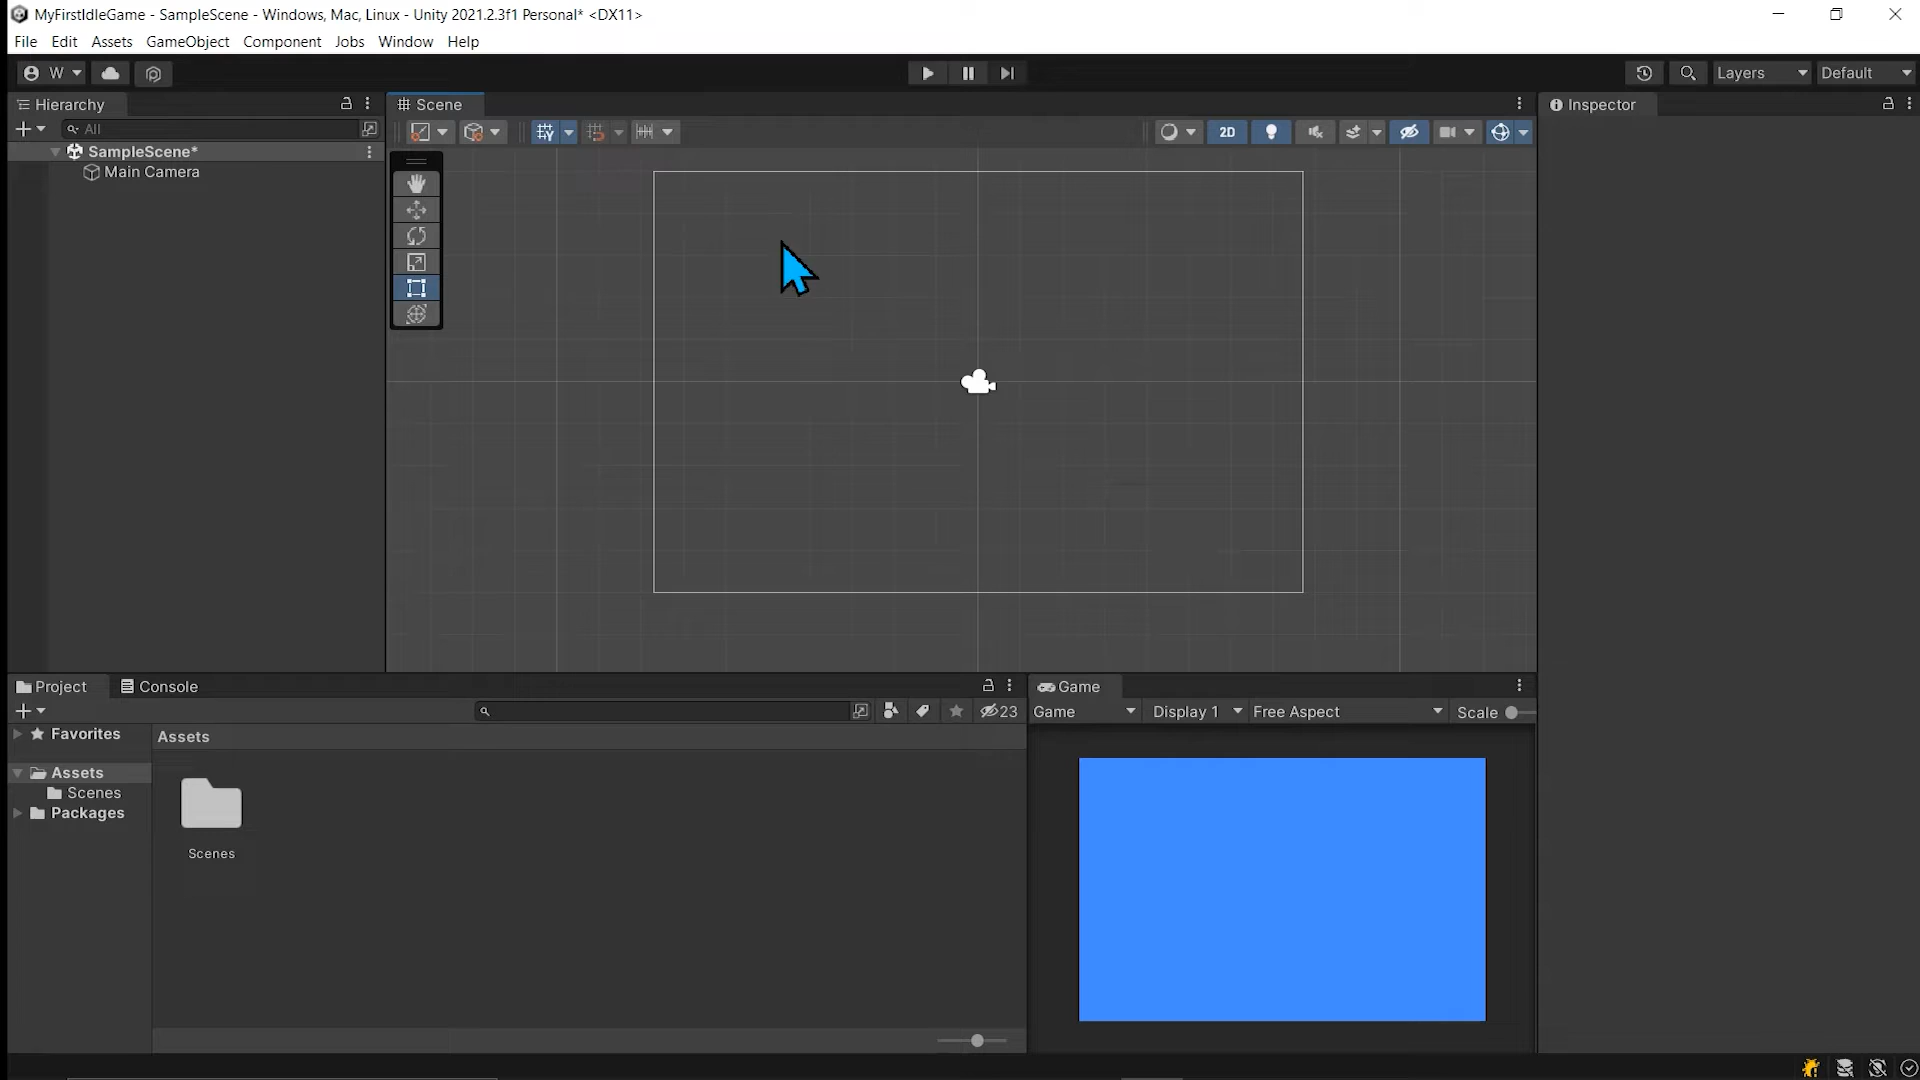 MyFirstIdleGame - SampleScene - Windows, Mac, Linux - Unity 2021.2.3f1 Personal* <DX11>
File Edit Assets GameObject Component Jobs Window Help
W Layers Default
Hierarchy
All
SampleScene*
Main Camera
Scene
2D
Inspector
Project Console
23
Favorites
Assets
Scenes
Packages
Assets
Scenes
Game
Game Display 1 Free Aspect Scale